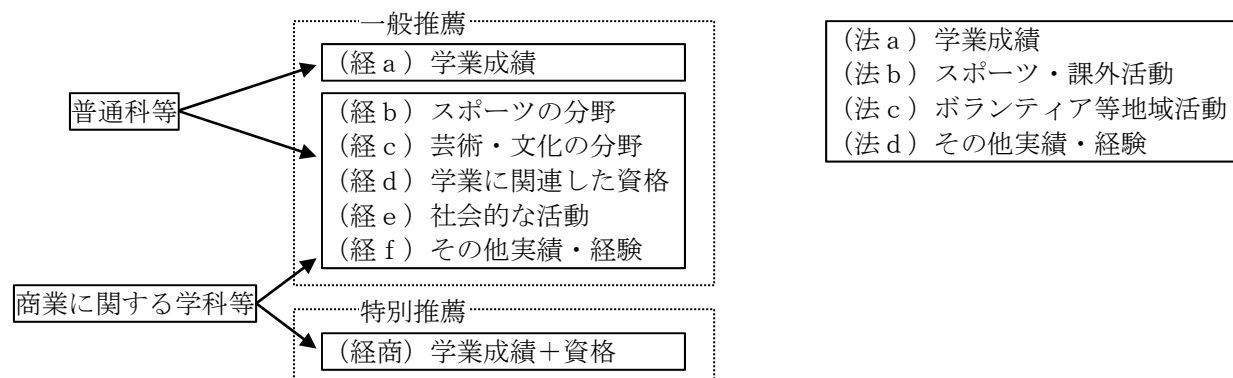 一般推薦
(経a) 学業成績
普通科等
(経b) スポーツの分野
(経c) 芸術・文化の分野
(経d) 学業に関連した資格
(経e) 社会的な活動
(経f) その他実績・経験
商業に関する学科等
特別推薦
(経商) 学業成績+資格
(法a) 学業成績
(法b) スポーツ・課外活動
(法c) ボランティア等地域活動
(法d) その他実績・経験